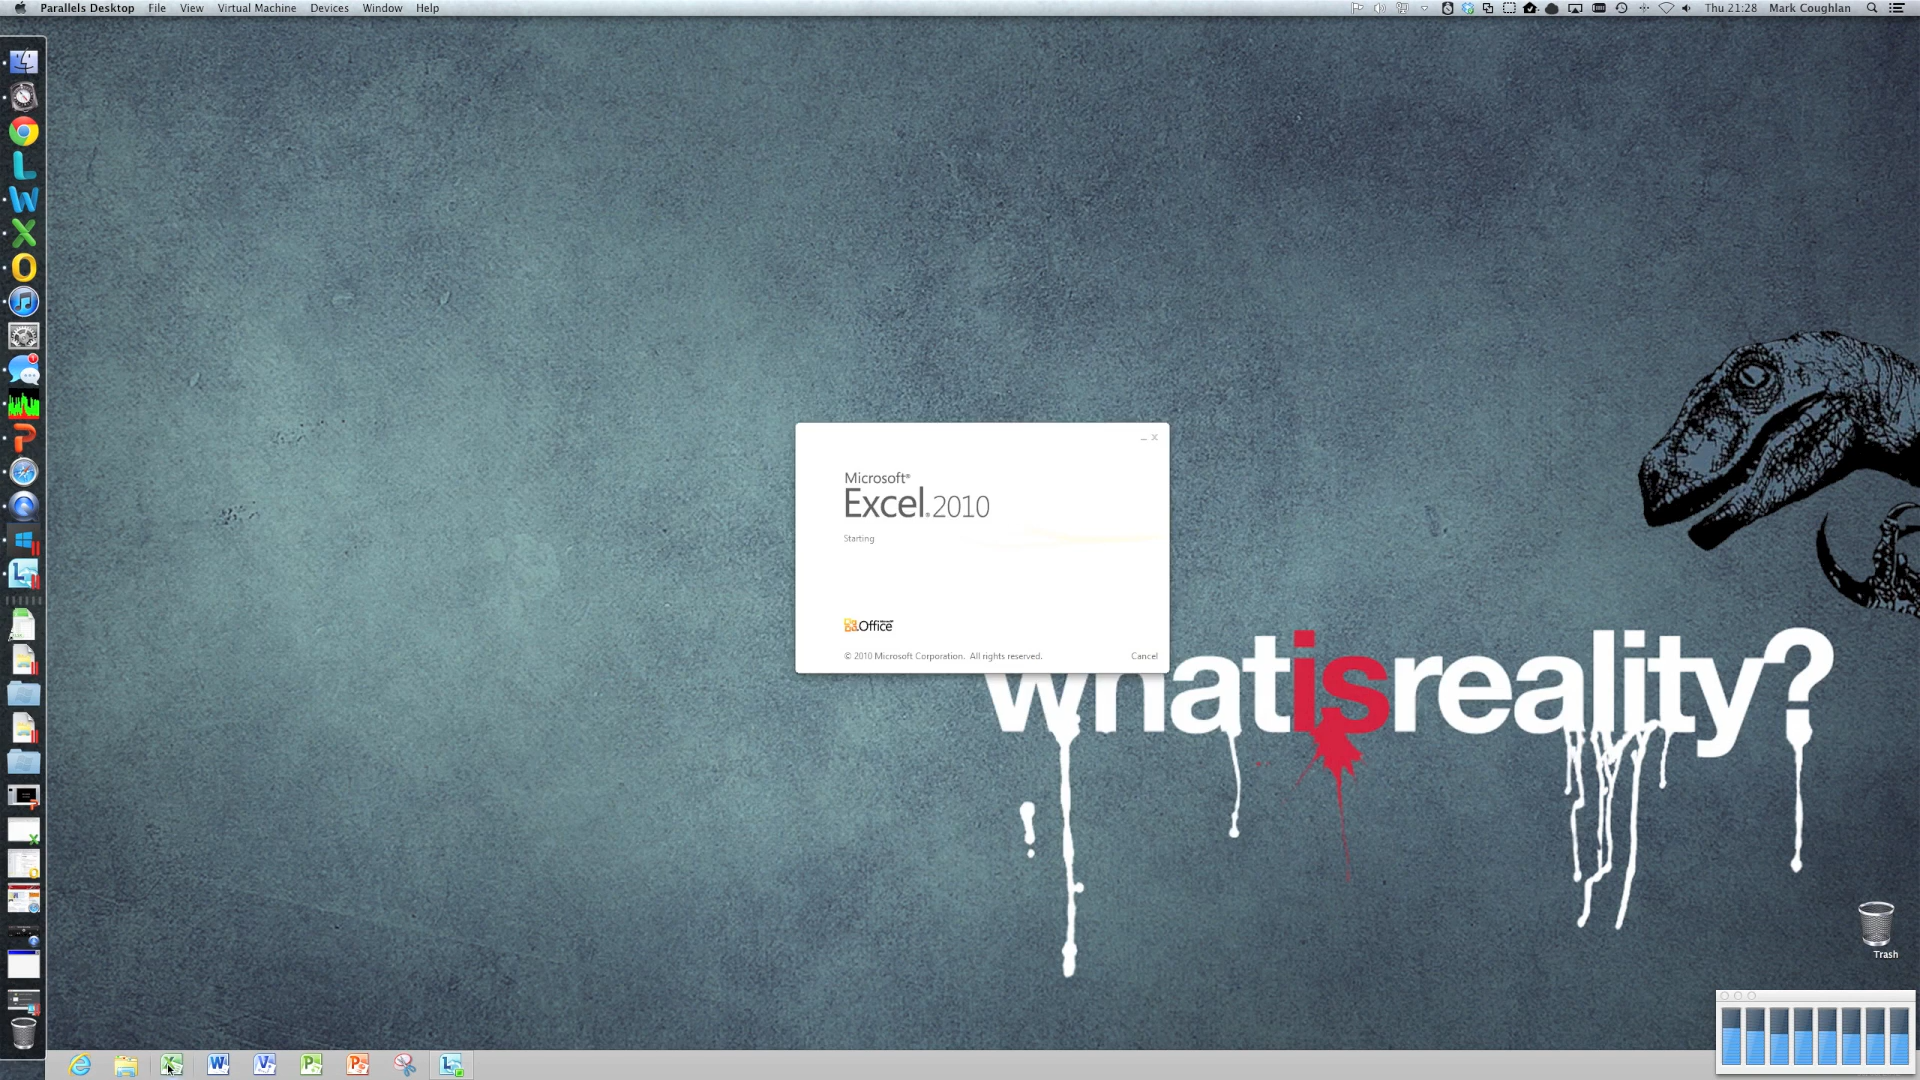 Parallels Desktop File View Virtual Machine Devices Window Help
Thu 21:28 Mark Coughlan
Microsoft®
Excel®2010
Starting
Office
© 2010 Microsoft Corporation. All rights reserved.
Cancel
whatisreality?
Trash